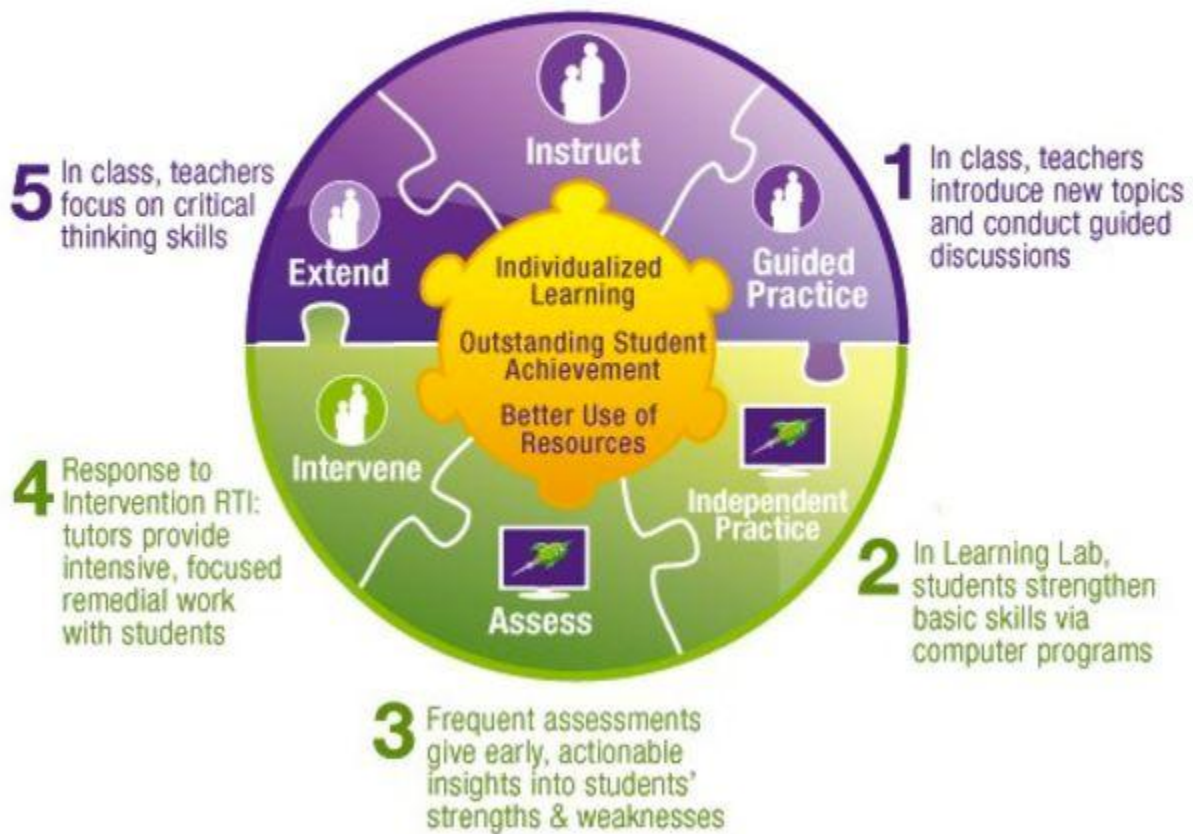 Instruct
Guided
Practice
Independent
Practice
Assess
Intervene
Extend
Individualized
Learning
Outstanding Student
Achievement
Better Use of
Resources
1 In class, teachers
introduce new topics
and conduct guided
discussions
2 In Learning Lab,
students strengthen
basic skills via
computer programs
3 Frequent assessments
give early, actionable
insights into students'
strengths & weaknesses
4 Response to
Intervention RTI:
tutors provide
intensive, focused
remedial work
with students
5 In class, teachers
focus on critical
thinking skills